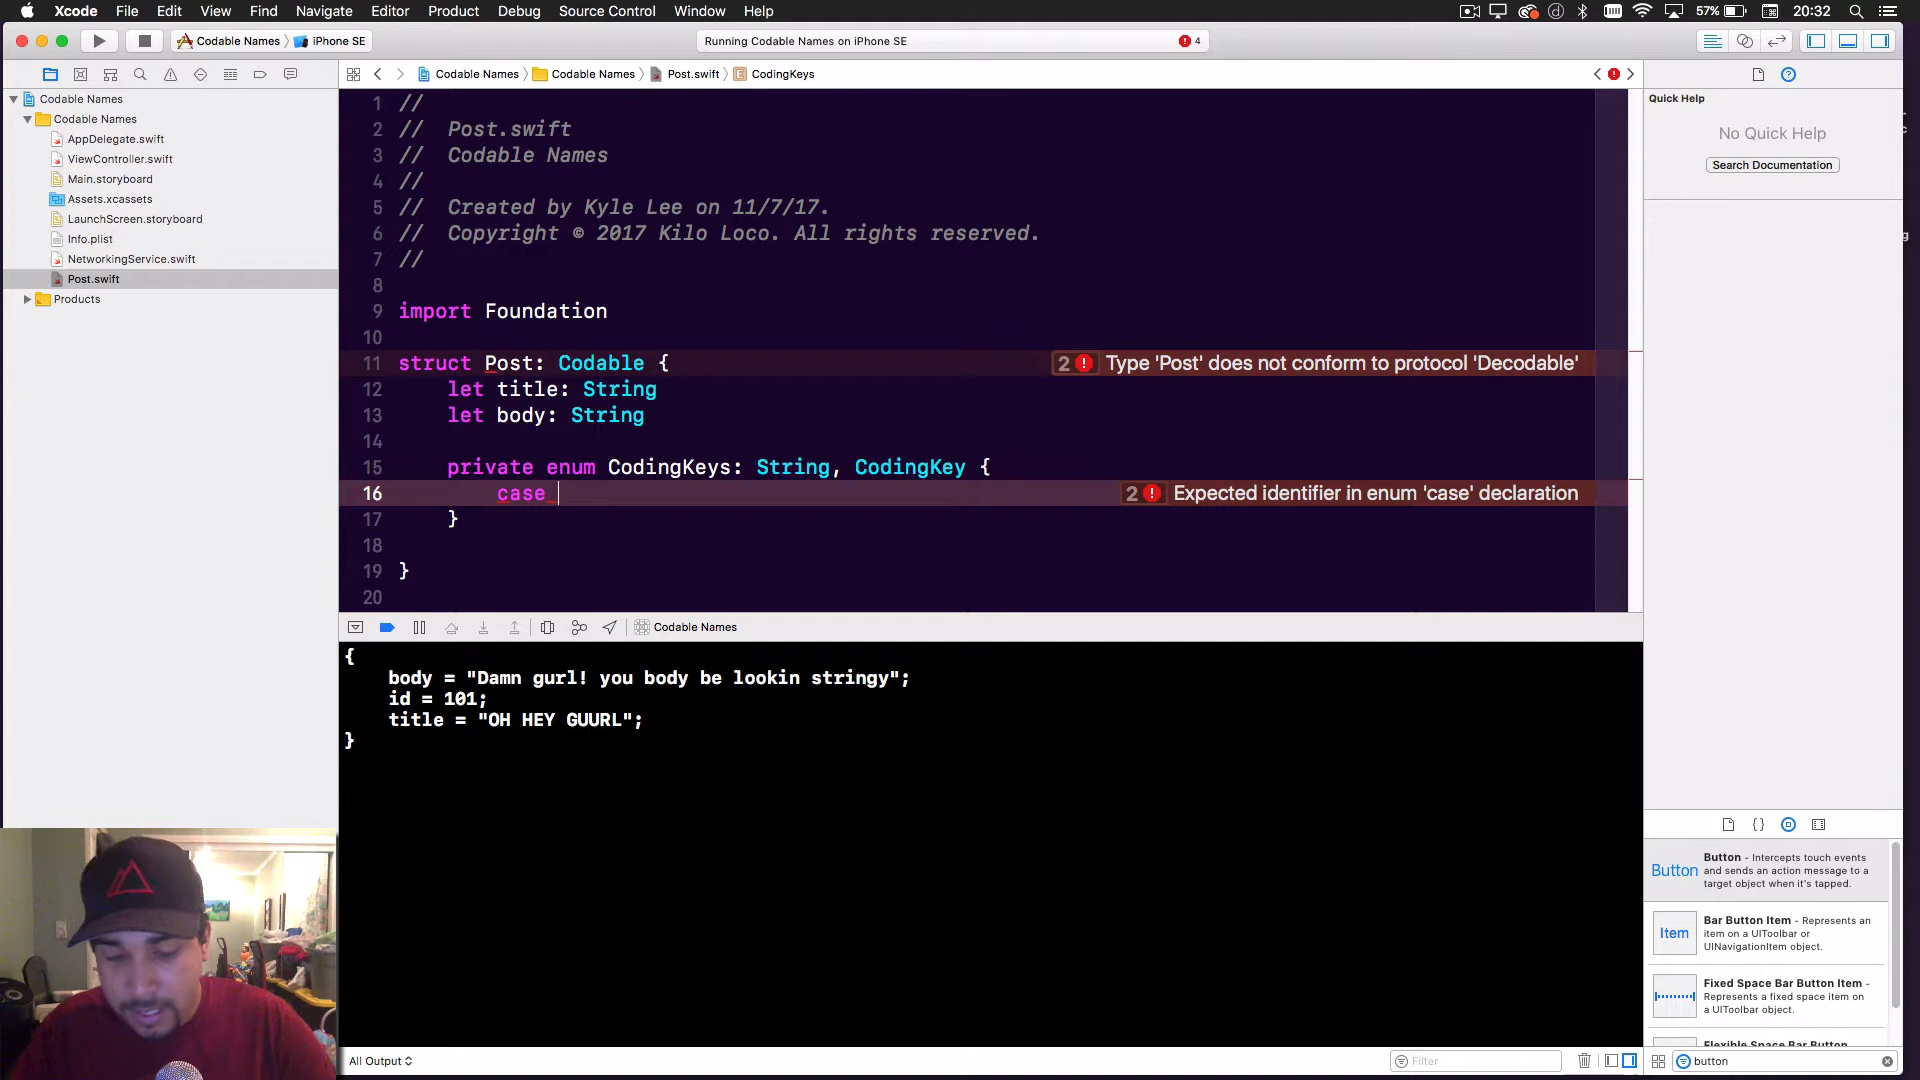 Xcode File Edit View Find Navigate Editor Product Debug Source Control Window Help 57% 20:32
Codable Names iPhone SE Running Codable Names on iPhone SE 4
Codable Names Codable Names Post.swift CodingKeys
Codable Names
Codable Names
AppDelegate.swift
ViewController.swift
Main.storyboard
Assets.xcassets
LaunchScreen.storyboard
Info.plist
NetworkingService.swift
Post.swift
Products
1 //
2 // Post.swift
3 // Codable Names
4 //
5 // Created by Kyle Lee on 11/7/17.
6 // Copyright © 2017 Kilo Loco. All rights reserved.
7 //
8
9 import Foundation
10
11 struct Post: Codable { 2 Type 'Post' does not conform to protocol 'Decodable'
12 let title: String
13 let body: String
14
15 private enum CodingKeys: String, CodingKey {
16 case 2 Expected identifier in enum 'case' declaration
17 }
18
19 }
20
Codable Names
{
body = "Damn gurl! you body be lookin stringy";
id = 101;
title = "OH HEY GUURL";
}
All Output Filter
Quick Help
No Quick Help
Search Documentation
Button
Button - Intercepts touch events
and sends an action message to a
target object when it's tapped.
Item
Bar Button Item - Represents an
item on a UIToolbar or
UINavigationItem object.
Fixed Space Bar Button Item -
Represents a fixed space item on
a UIToolbar object.
Flexible Space Bar Button
button